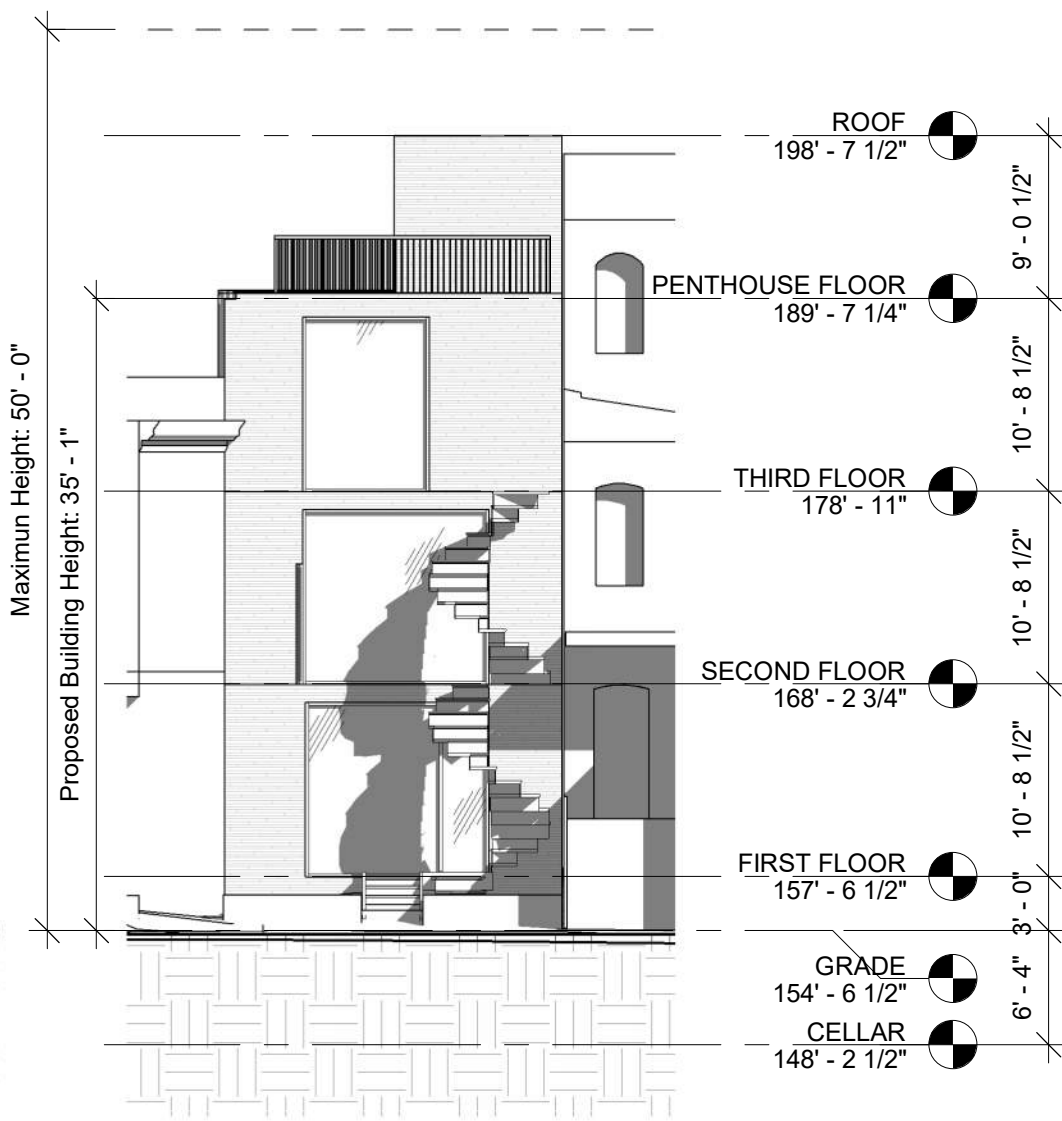 Maximun Height: 50' - 0"
Proposed Building Height: 35' - 1"
ROOF
198' - 7 1/2"
9' - 0 1/2"
PENTHOUSE FLOOR
189' - 7 1/4"
10' - 8 1/2"
THIRD FLOOR
178' - 11"
10' - 8 1/2"
SECOND FLOOR
168' - 2 3/4"
10' - 8 1/2"
FIRST FLOOR
157' - 6 1/2"
3' - 0"
GRADE
154' - 6 1/2"
6' - 4"
CELLAR
148' - 2 1/2"